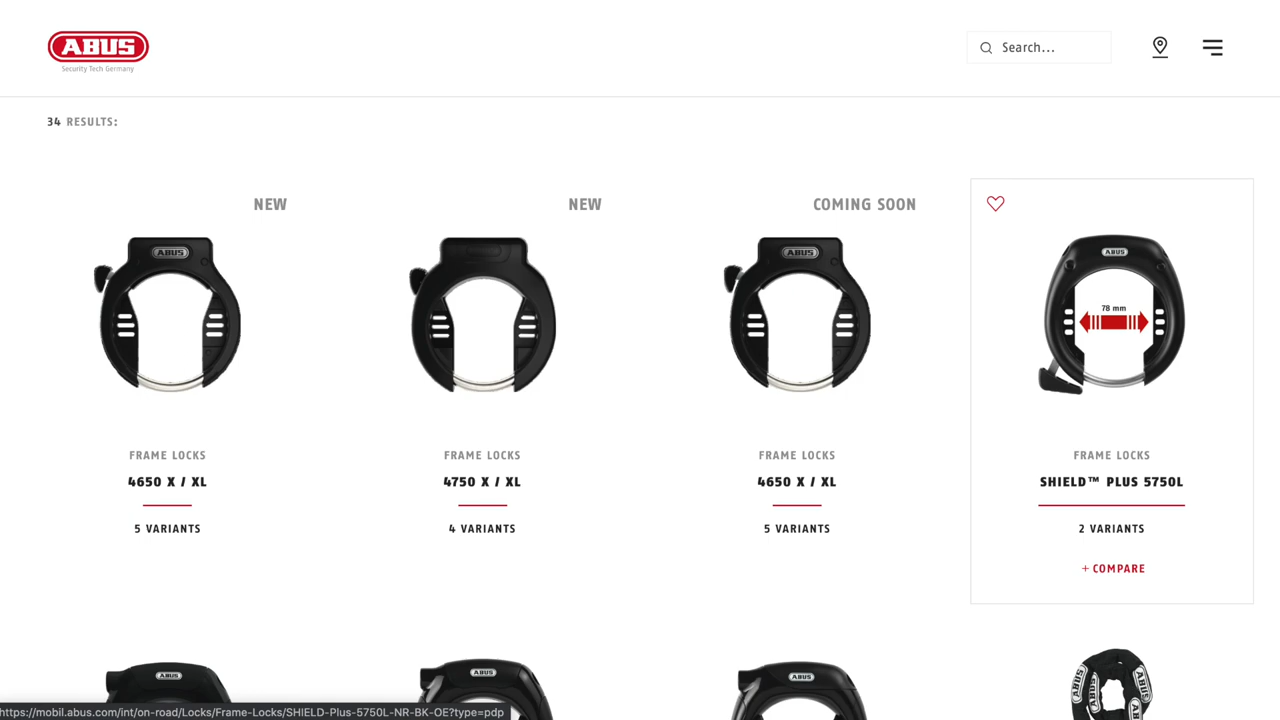 ABUS
Security Tech Germany
Search...
34 RESULTS:
NEW
NEW
COMING SOON
ABUS
ABUS
ABUS
78 mm
FRAME LOCKS
FRAME LOCKS
FRAME LOCKS
FRAME LOCKS
4650 X / XL
4750 X / XL
4650 X / XL
SHIELD™ PLUS 5750L
5 VARIANTS
4 VARIANTS
5 VARIANTS
2 VARIANTS
+ COMPARE
ABUS
ABUS
ABUS
ABUS
ABUS
ABUS
https://mobil.abus.com/int/on-road/Locks/Frame-Locks/SHIELD-Plus-5750L-NR-BK-OE?type=pdp